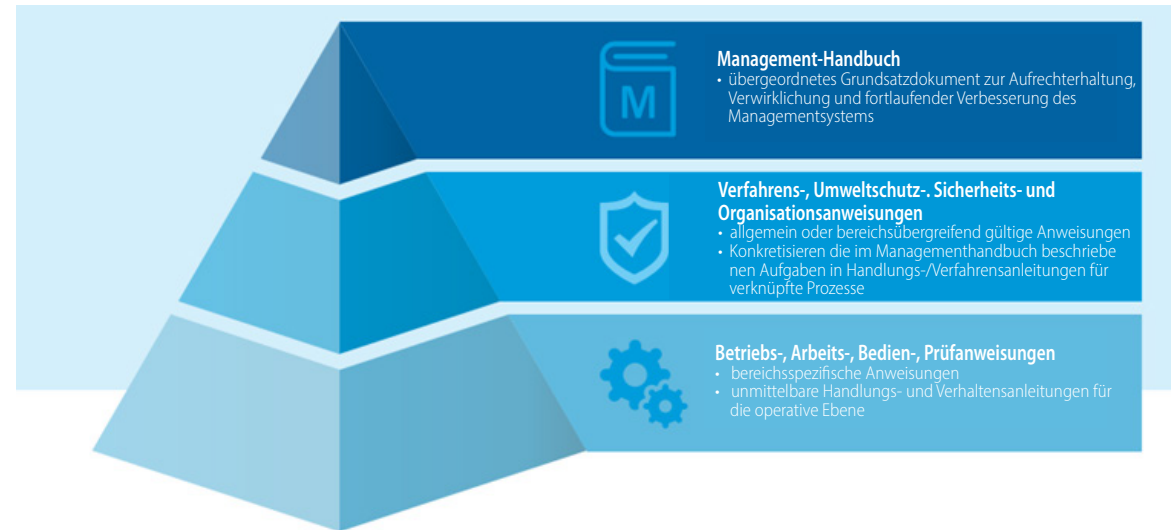 M
Management-Handbuch
• übergeordnetes Grundsatzdokument zur Aufrechterhaltung,
Verwirklichung und fortlaufender Verbesserung des
Managementsystems
Verfahrens-, Umweltschutz-. Sicherheits- und
Organisationsanweisungen
• allgemein oder bereichsübergreifend gültige Anweisungen
• Konkretisieren die im Managementhandbuch beschriebe
nen Aufgaben in Handlungs-/Verfahrensanleitungen für
verknüpfte Prozesse
Betriebs-, Arbeits-, Bedien-, Prüfanweisungen
• bereichsspezifische Anweisungen
• unmittelbare Handlungs- und Verhaltensanleitungen für
die operative Ebene